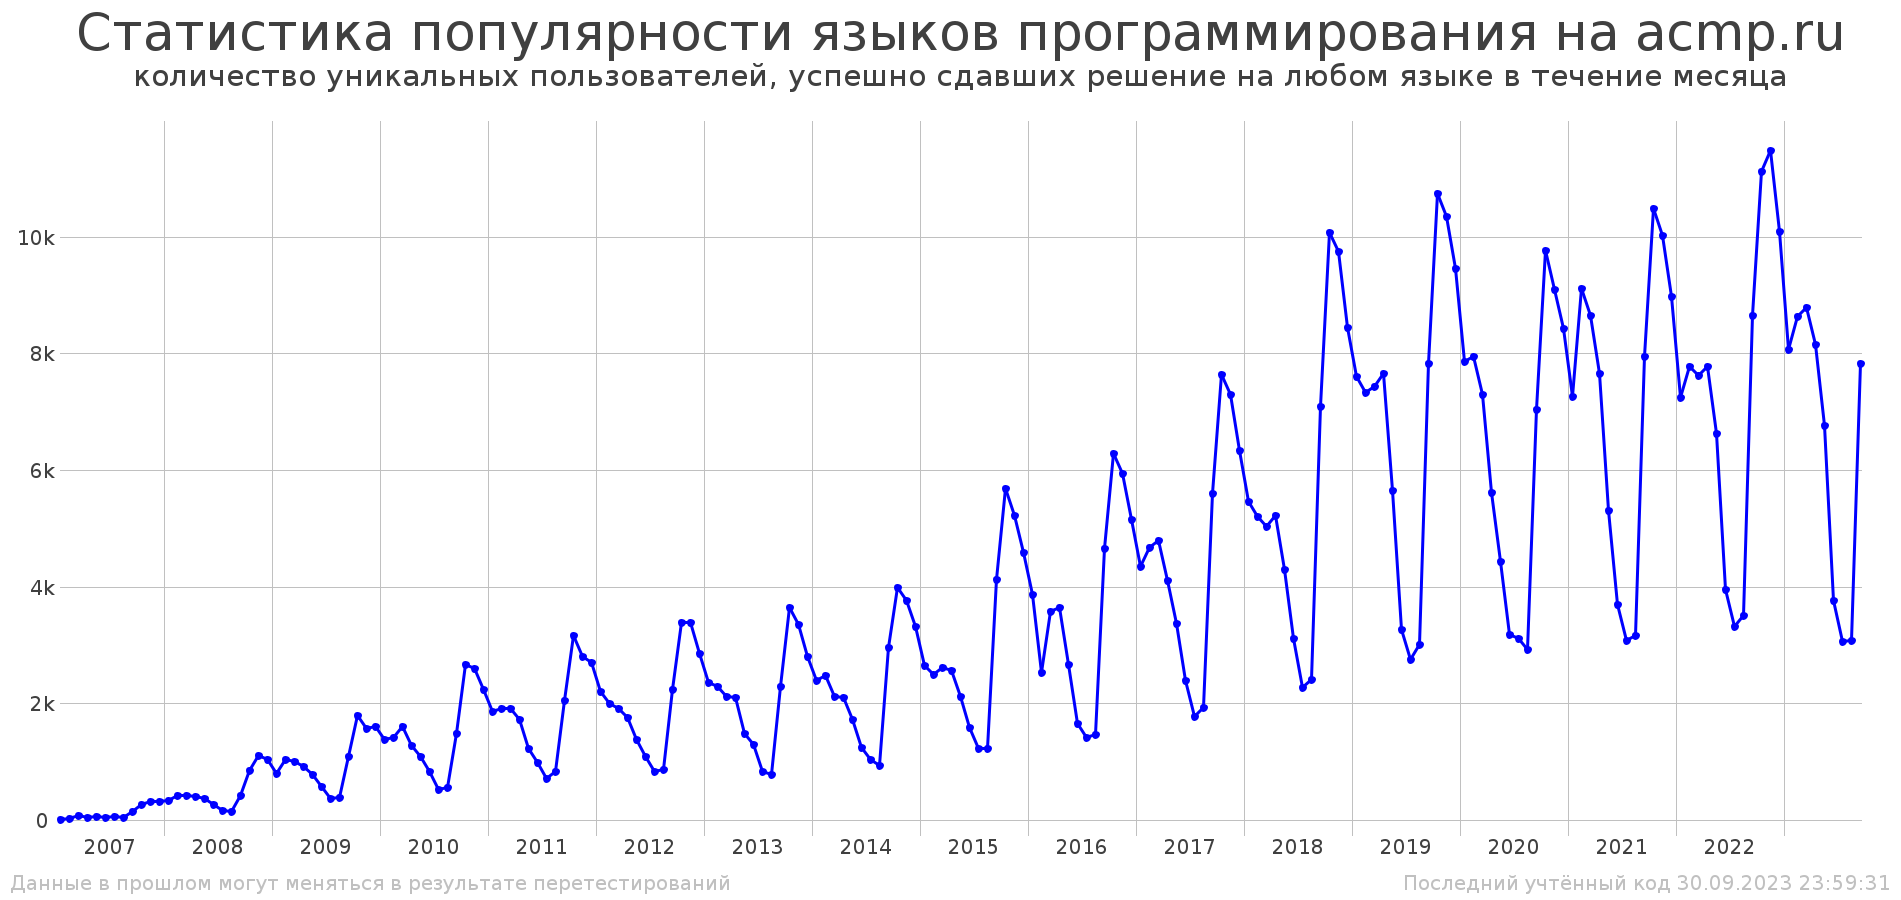 Статистика популярности языков программирования на acmp.ru
количество уникальных пользователей, успешно сдавших решение на любом языке в течение месяца
10k
8k
6k
4k
2k
0
2007 2008 2009 2010 2011 2012 2013 2014 2015 2016 2017 2018 2019 2020 2021 2022
Данные в прошлом могут меняться в результате перетестирований
Последний учтённый код 30.09.2023 23:59:31